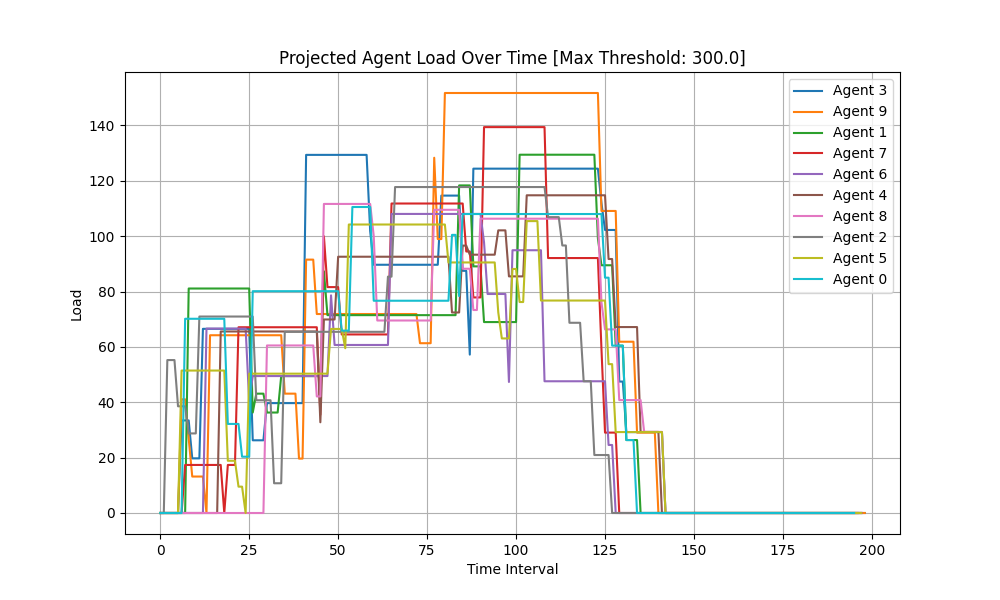 Projected Agent Load Over Time [Max Threshold: 300.0]
Load
140
120
100
80
60
40
20
0
0 25 50 75 100 125 150 175 200
Time Interval
Agent 3
Agent 9
Agent 1
Agent 7
Agent 6
Agent 4
Agent 8
Agent 2
Agent 5
Agent 0